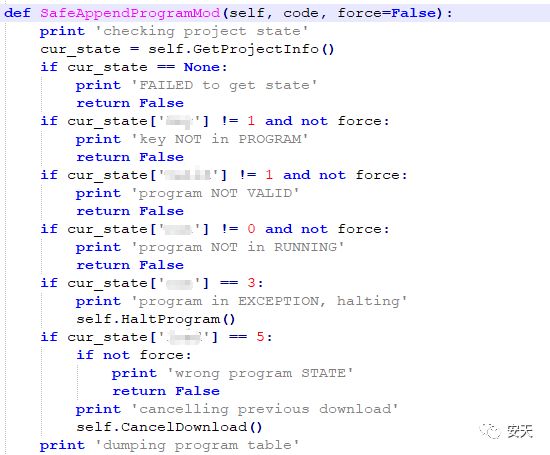 def SafeAppendProgramMod(self, code, force=False):
print 'checking project state'
cur_state = self.GetProjectInfo()
if cur_state == None:
print 'FAILED to get state'
return False
if cur_state[' '] != 1 and not force:
print 'key NOT in PROGRAM'
return False
if cur_state[' '] != 1 and not force:
print 'program NOT VALID'
return False
if cur_state[' '] != 0 and not force:
print 'program NOT in RUNNING'
return False
if cur_state[' '] == 3:
print 'program in EXCEPTION, halting'
self.HaltProgram()
if cur_state[' '] == 5:
if not force:
print 'wrong program STATE'
return False
print 'cancelling previous download'
self.CancelDownload()
print 'dumping program table'
安天